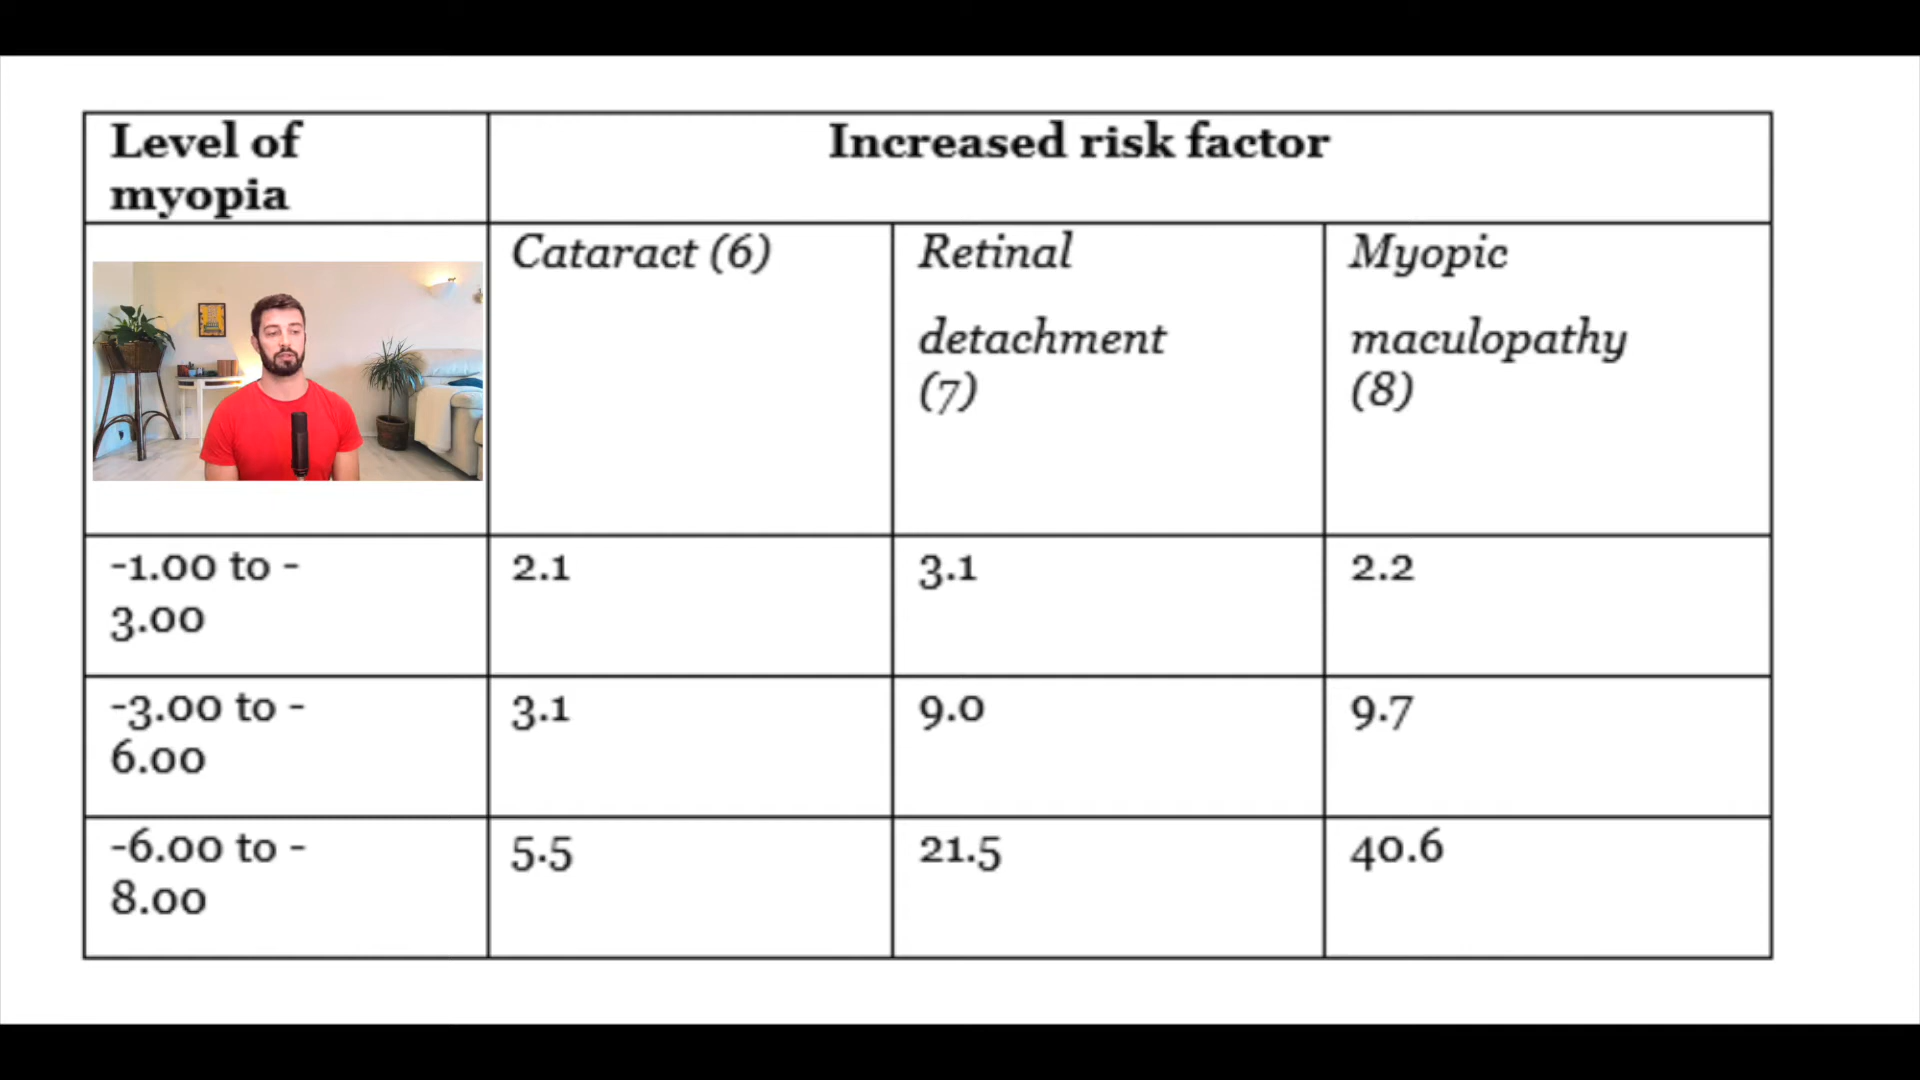 Level of
myopia
Increased risk factor
Cataract (6)
Retinal
detachment
(7)
Myopic
maculopathy
(8)
-1.00 to -
3.00
2.1
3.1
2.2
-3.00 to -
6.00
3.1
9.0
9.7
-6.00 to -
8.00
5.5
21.5
40.6